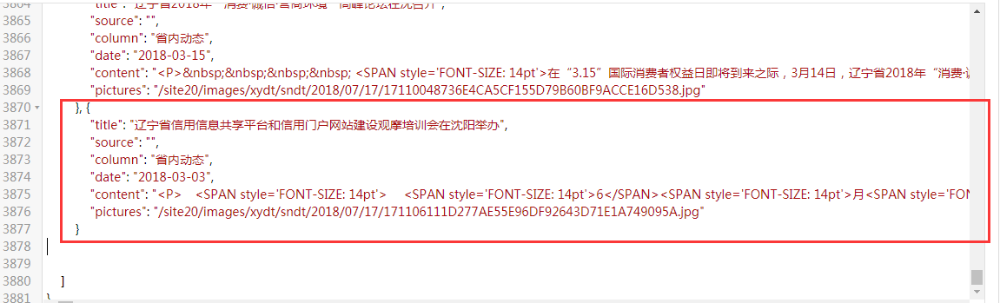 3864 "title": "辽宁省2018年“消费·诚信·营商环境”高峰论坛在沈召开",
3865 "source": "",
3866 "column": "省内动态",
3867 "date": "2018-03-15",
3868 "content": "<P>&nbsp;&nbsp;&nbsp;&nbsp; <SPAN style='FONT-SIZE: 14pt'>在“3.15”国际消费者权益日即将到来之际，3月14日，辽宁省2018年“消费·
3869 "pictures": "/site20/images/xydt/sndt/2018/07/17/17110048736E4CA5CF155D79B60BF9ACCE16D538.jpg"
3870 }, {
3871 "title": "辽宁省信用信息共享平台和信用门户网站建设观摩培训会在沈阳举办",
3872 "source": "",
3873 "column": "省内动态",
3874 "date": "2018-03-03",
3875 "content": "<P> <SPAN style='FONT-SIZE: 14pt'> <SPAN style='FONT-SIZE: 14pt'>6</SPAN><SPAN style='FONT-SIZE: 14pt'>月<SPAN style='FON
3876 "pictures": "/site20/images/xydt/sndt/2018/07/17/171106111D277AE55E96DF92643D71E1A749095A.jpg"
3877 }
3878
3879
3880 ]
3881 }